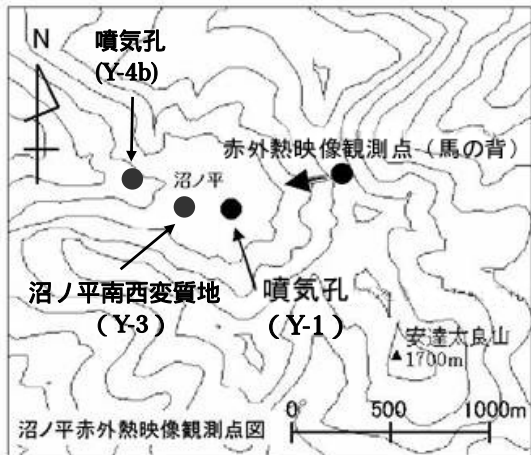 N
噴気孔
(Y-4b)
赤外熱映像観測点（馬の背）
沼ノ平
沼ノ平南西変質地
（Y-3）
噴気孔
（Y-1）
安達太良山
▲1700m
0°
500
1000m
沼ノ平赤外熱映像観測点図